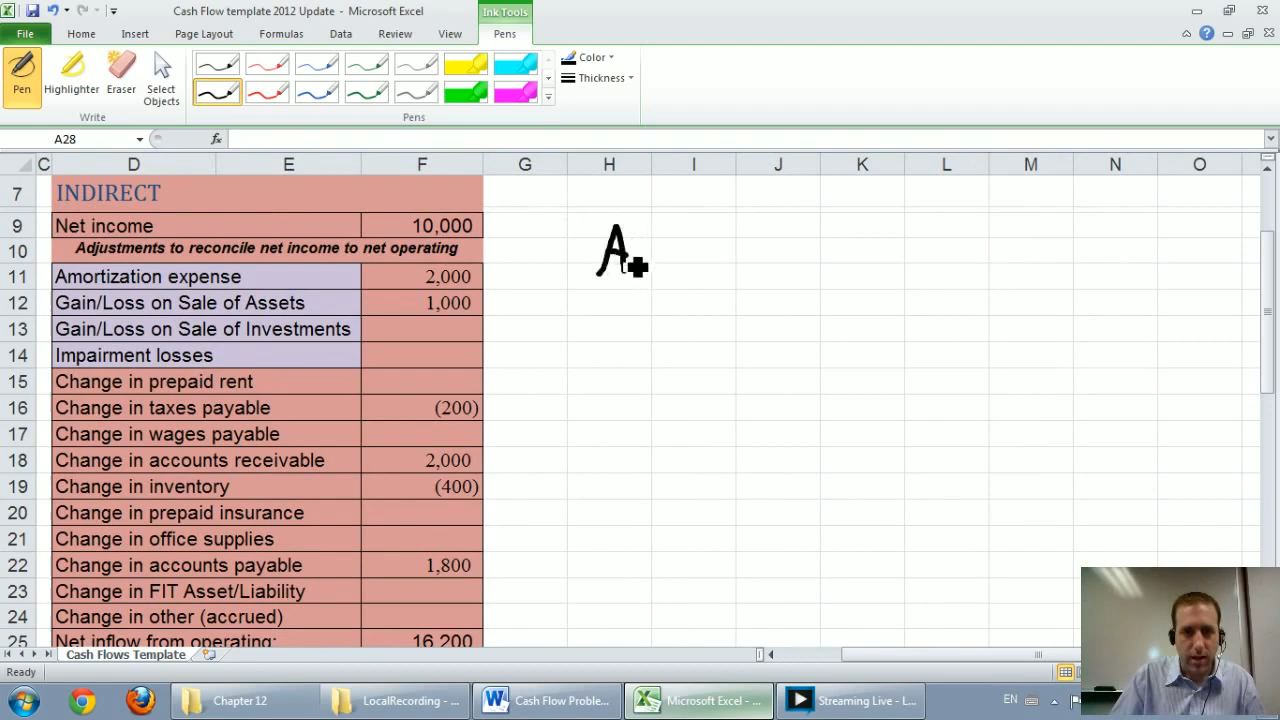 Cash Flow template 2012 Update - Microsoft Excel
Ink Tools
File Home Insert Page Layout Formulas Data Review View Pens
Pen Highlighter Eraser Select Objects
Color
Thickness
Write Pens
A28 fx
C D E F G H I J K L M N O
7 INDIRECT
9 Net income 10,000
10 Adjustments to reconcile net income to net operating
11 Amortization expense 2,000
12 Gain/Loss on Sale of Assets 1,000
13 Gain/Loss on Sale of Investments
14 Impairment losses
15 Change in prepaid rent
16 Change in taxes payable (200)
17 Change in wages payable
18 Change in accounts receivable 2,000
19 Change in inventory (400)
20 Change in prepaid insurance
21 Change in office supplies
22 Change in accounts payable 1,800
23 Change in FIT Asset/Liability
24 Change in other (accrued)
25 Net inflow from operating: 16,200
A
Cash Flows Template
Ready
Chapter 12 LocalRecording - ... Cash Flow Proble... Microsoft Excel - ... Streaming Live - L... EN